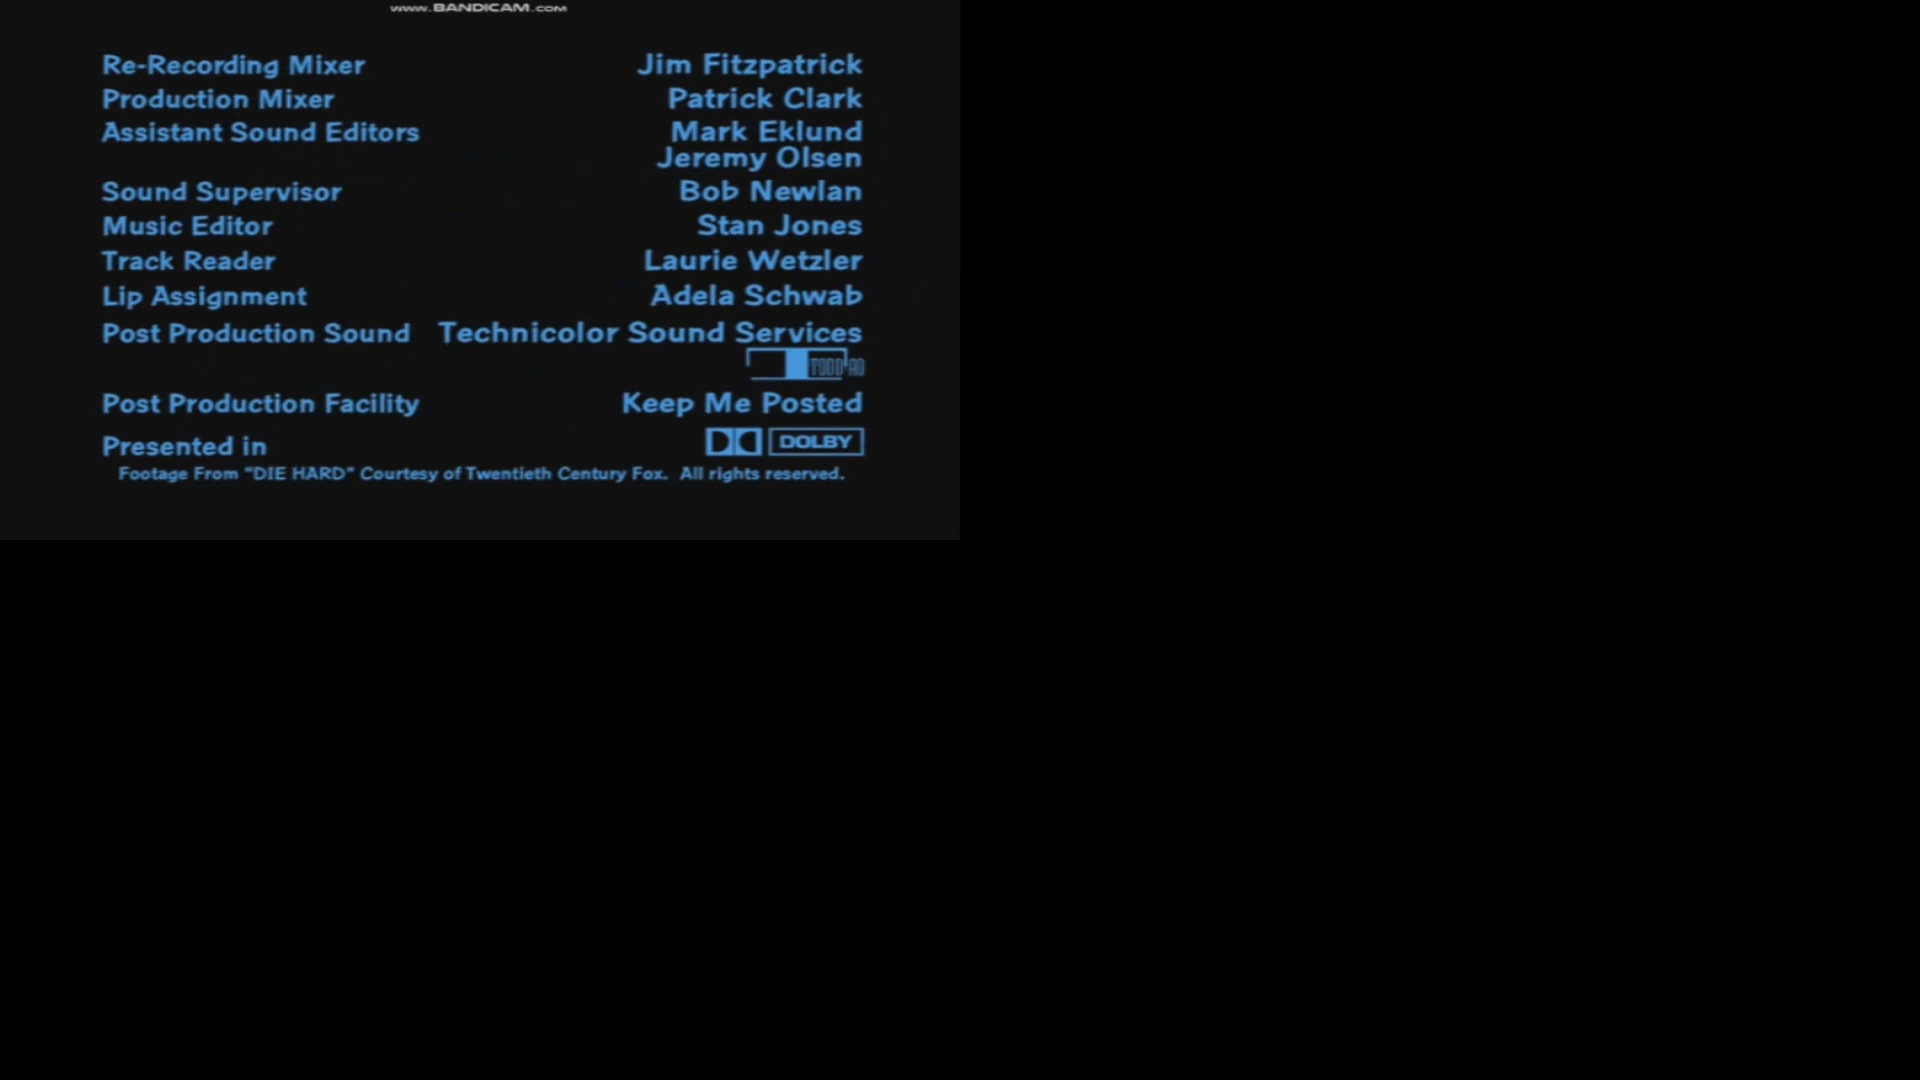 www.BANDICAM.com
Re-Recording Mixer Jim Fitzpatrick
Production Mixer Patrick Clark
Assistant Sound Editors Mark Eklund
Jeremy Olsen
Sound Supervisor Bob Newlan
Music Editor Stan Jones
Track Reader Laurie Wetzler
Lip Assignment Adela Schwab
Post Production Sound Technicolor Sound Services
TODD AO
Post Production Facility Keep Me Posted
Presented in DOLBY
Footage From "DIE HARD" Courtesy of Twentieth Century Fox. All rights reserved.